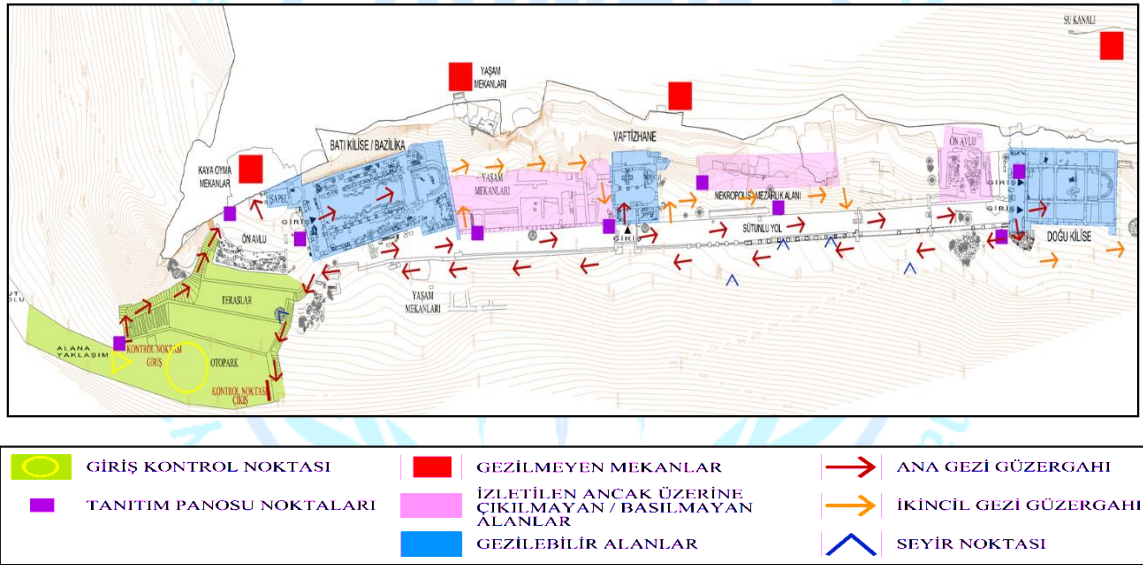 SU KANALI
YAŞAM
MEKANLARI
VAFTİZHANE
BATI KİLİSE / BAZİLİKA
ÖN AVLU
KAYA OYMA
MEKANLAR
ŞAPEL
YAŞAM
MEKANLARI
NEKROPOLİS MEZARLIK ALANI
GİRİŞ
GİRİŞ
GİRİŞ
GİRİŞ
SÜTUNLU YOL
DOĞU KİLİSE
ÖN AVLU
YAŞAM
MEKANLARI
TERASLAR
ALANA
YAKLAŞIM
KONTROL NOKTASI
GİRİŞ
OTOPARK
KONTROL NOKTASI
ÇIKIŞ
GİRİŞ KONTROL NOKTASI
TANITIM PANOSU NOKTALARI
GEZİLMEYEN MEKANLAR
İZLETİLEN ANCAK ÜZERİNE
ÇIKILMAYAN / BASILMAYAN
ALANLAR
GEZİLEBİLİR ALANLAR
ANA GEZİ GÜZERGAHI
İKİNCİL GEZİ GÜZERGAHI
SEYİR NOKTASI